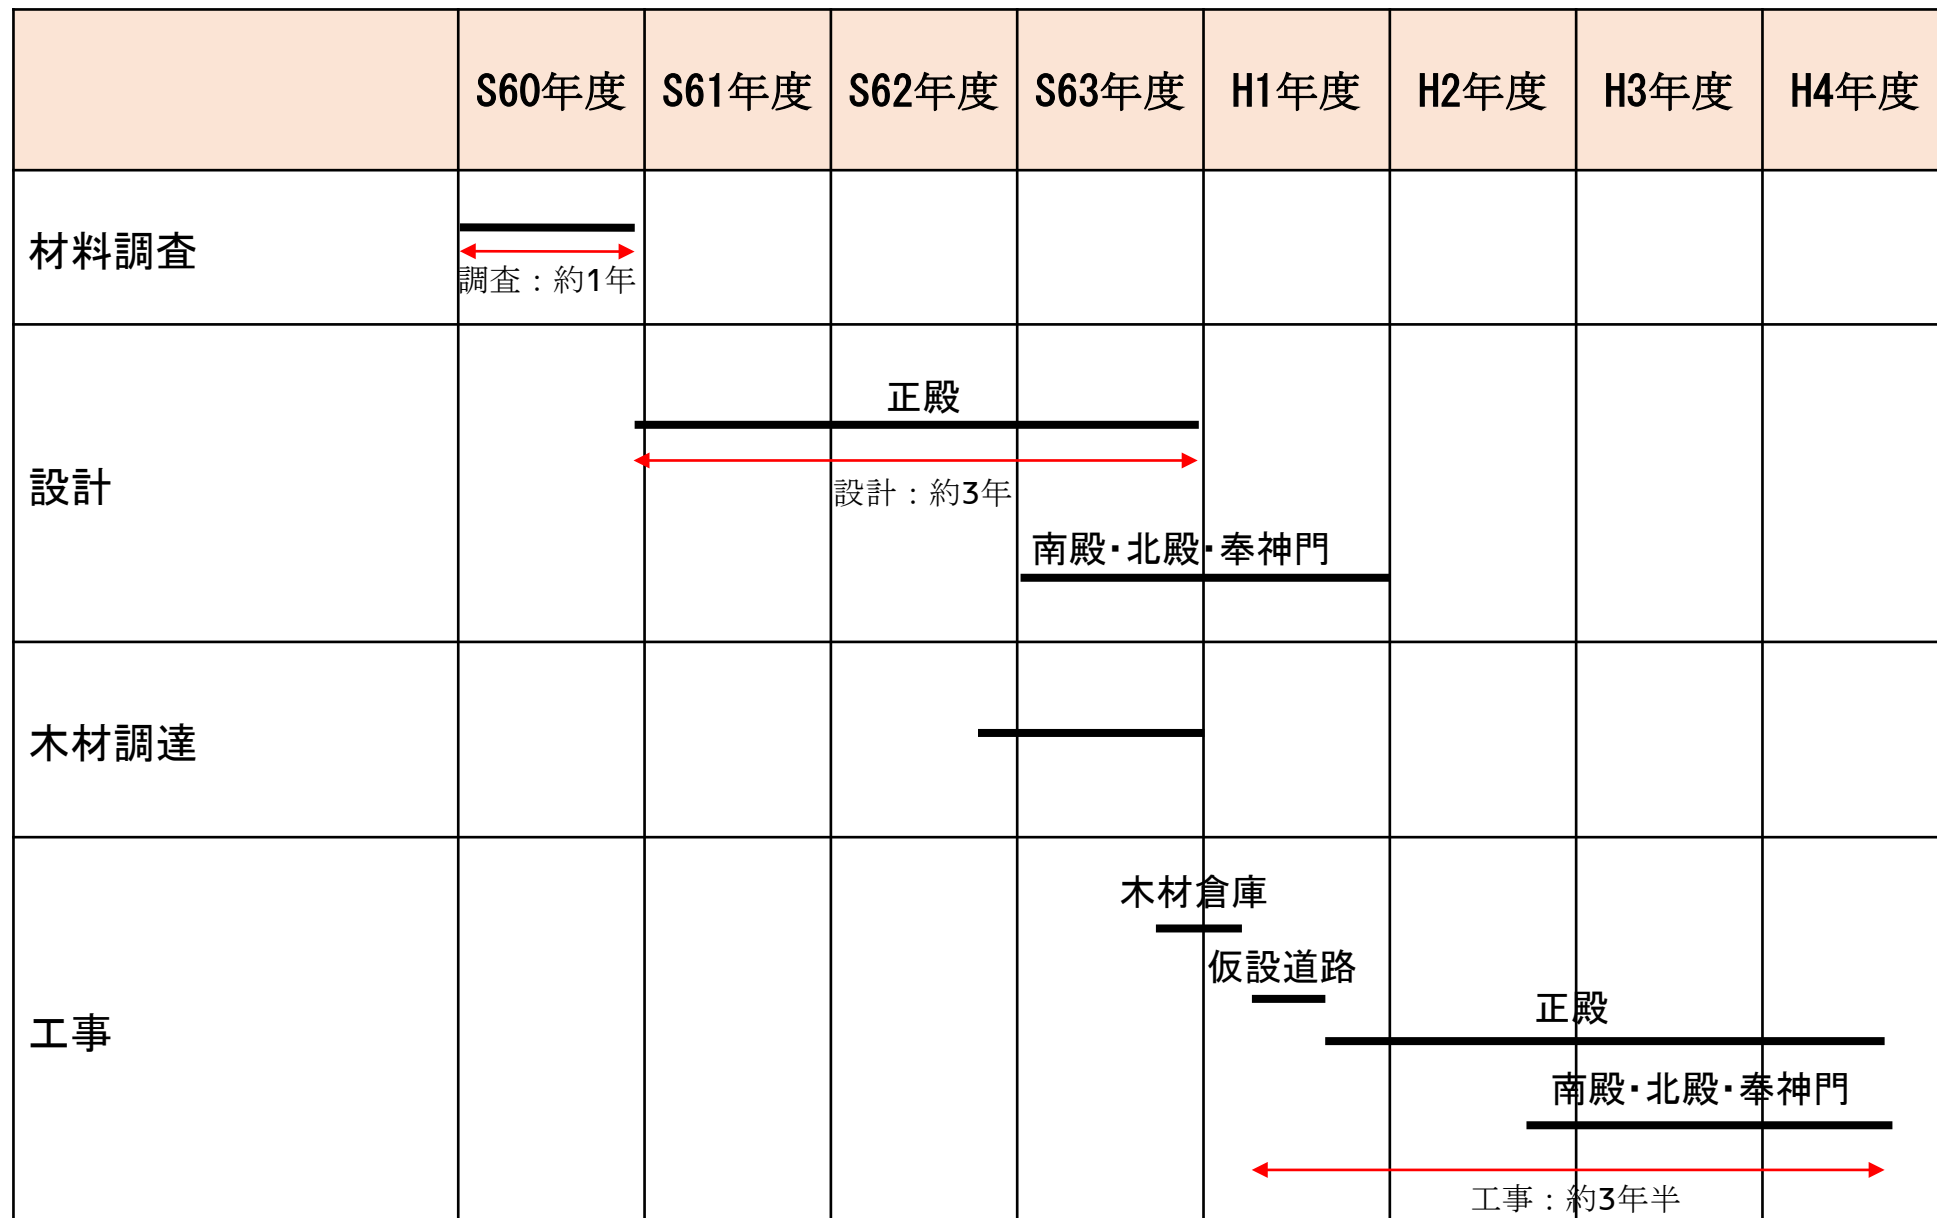 S60年度 S61年度 S62年度 S63年度 H1年度 H2年度 H3年度 H4年度
材料調査
調査：約1年
設計
正殿
設計：約3年
南殿・北殿・奉神門
木材調達
工事
木材倉庫
仮設道路
正殿
南殿・北殿・奉神門
工事：約3年半